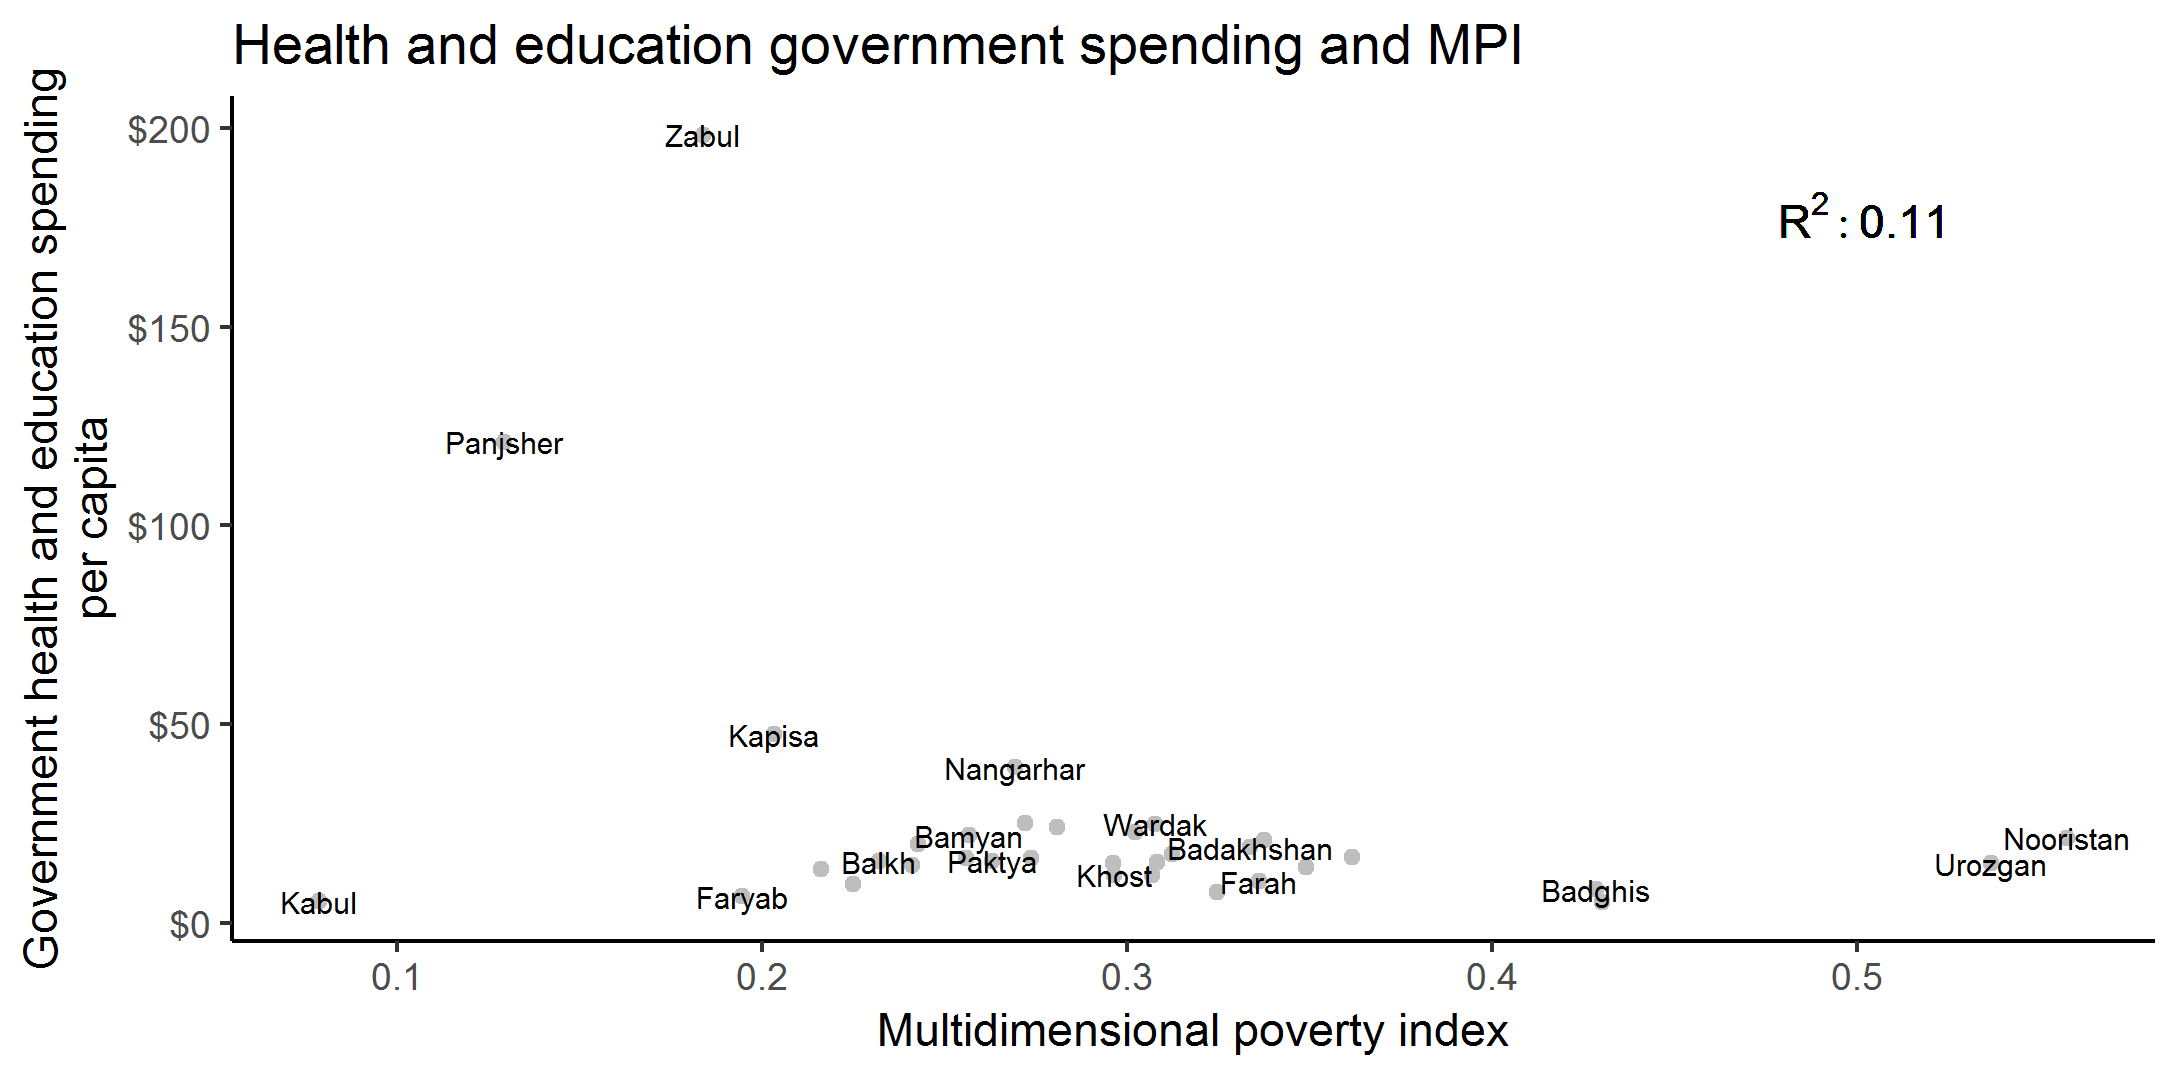 Health and education government spending and MPI
Government health and education spending
per capita
$200
$150
$100
$50
$0
Zabul
R²: 0.11
Panjsher
Kapisa
Nangarhar
Wardak
Bamyan
Nooristan
Badakhshan
Balkh
Paktya
Urozgan
Khost
Farah
Badghis
Faryab
Kabul
0.1
0.2
0.3
0.4
0.5
Multidimensional poverty index